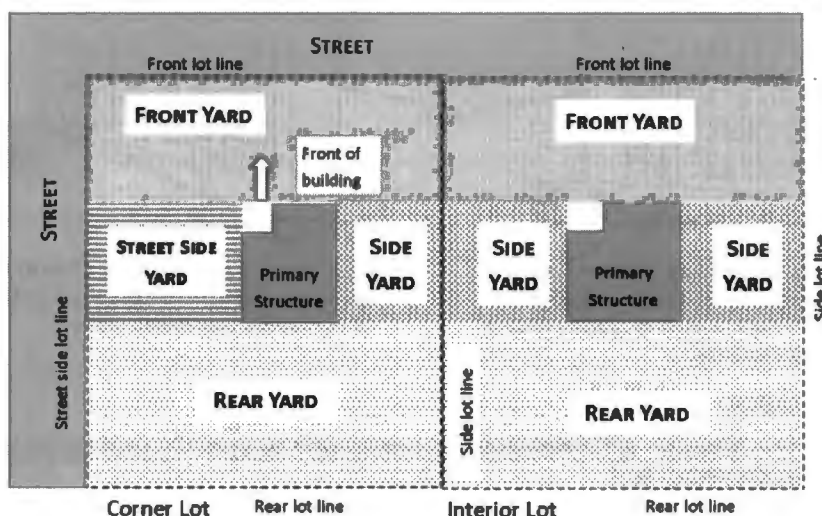 STREET
Front lot line
Front lot line
FRONT YARD
FRONT YARD
Front of
building
STREET
STREET SIDE
YARD
SIDE
YARD
SIDE
YARD
SIDE
YARD
Primary
Structure
Primary
Structure
Side lot line
Street side lot line
REAR YARD
Side lot line
REAR YARD
Corner Lot
Rear lot line
Interior Lot
Rear lot line